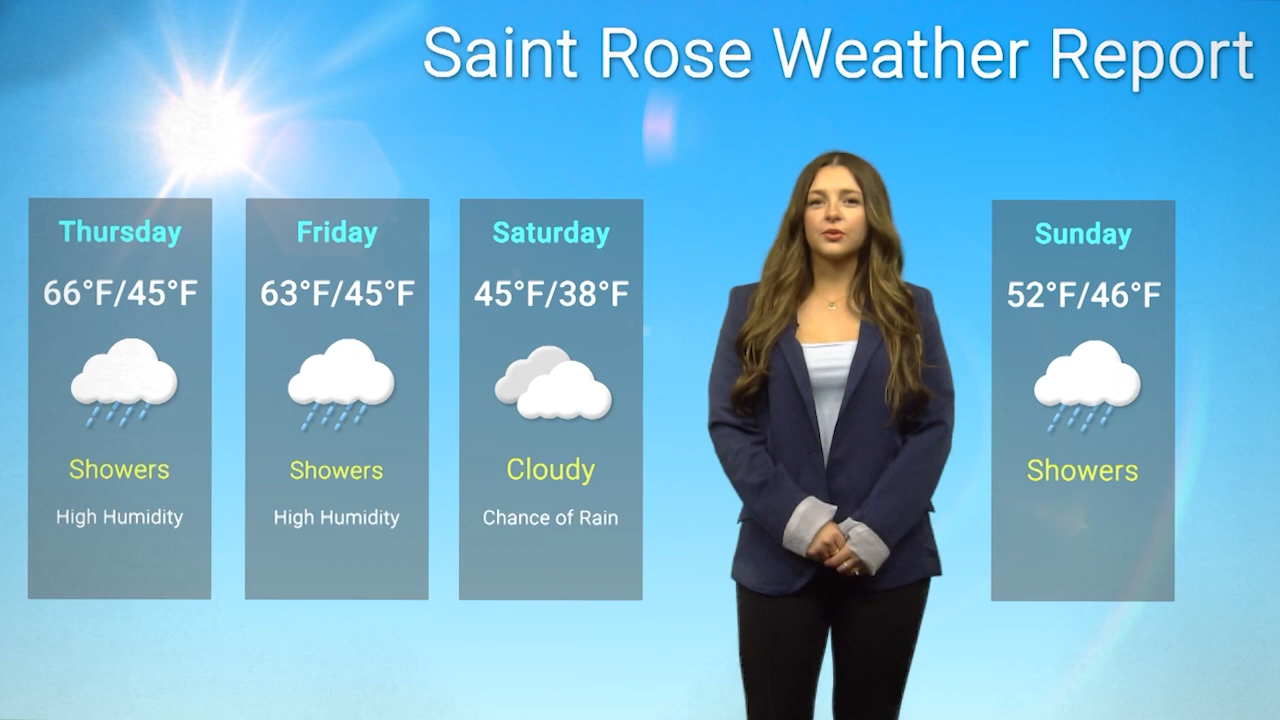 Saint Rose Weather Report
Thursday
66°F/45°F
Showers
High Humidity
Friday
63°F/45°F
Showers
High Humidity
Saturday
45°F/38°F
Cloudy
Chance of Rain
Sunday
52°F/46°F
Showers